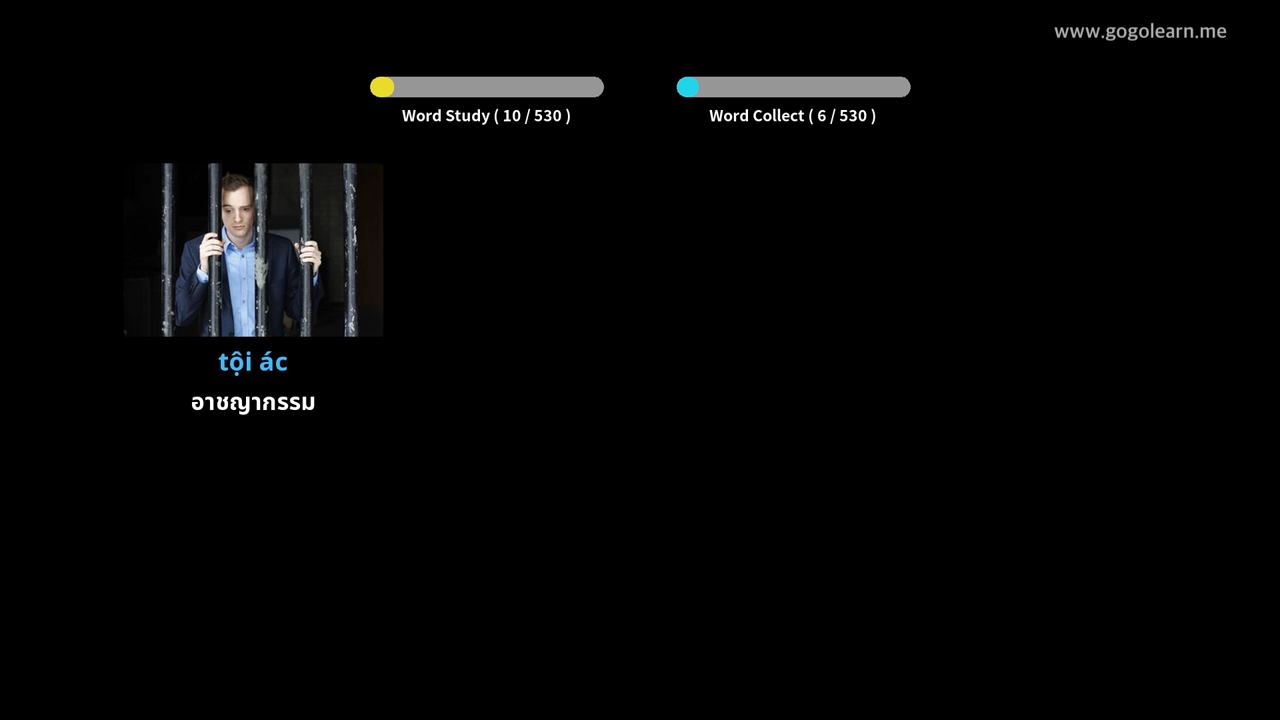 www.gogolearn.me
Word Study ( 10 / 530 )
Word Collect ( 6 / 530 )
tội ác
อาชญากรรม